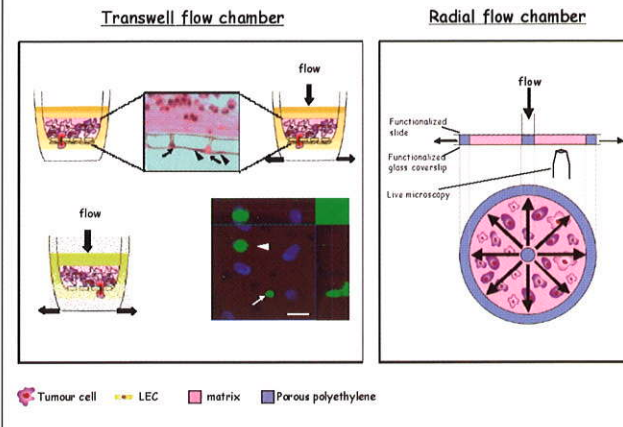 Transwell flow chamber
Radial flow chamber
flow
flow
Functionalized
slide
Functionalized
glass coverslip
Live microscopy
flow
Tumour cell
LEC
matrix
Porous polyethylene